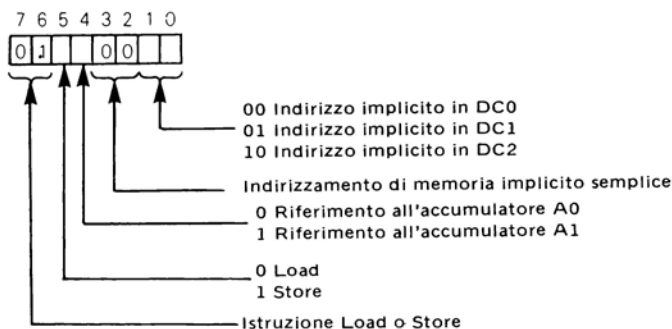 7 6 5 4 3 2 1 0
0 1 0 0
00 Indirizzo implicito in DC0
01 Indirizzo implicito in DC1
10 Indirizzo implicito in DC2
Indirizzamento di memoria implicito semplice
0 Riferimento all'accumulatore A0
1 Riferimento all'accumulatore A1
0 Load
1 Store
Istruzione Load o Store